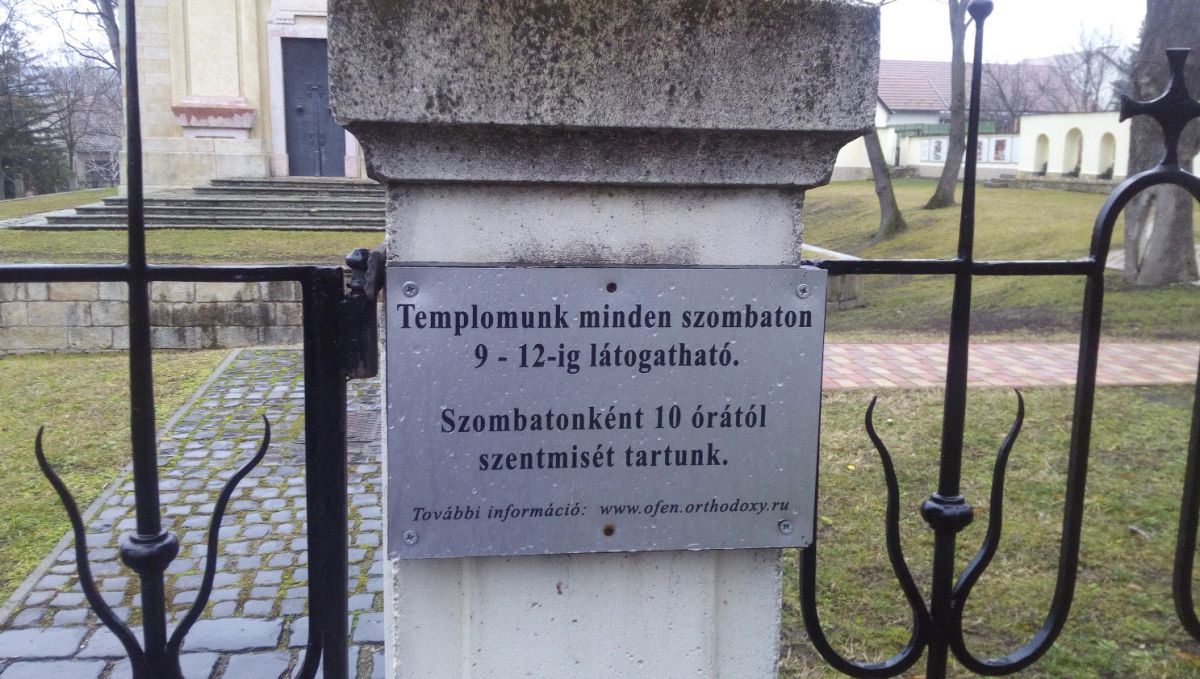 Templomunk minden szombaton
9 - 12-ig látogatható.
Szombatonként 10 órától
szentmisét tartunk.
További információ: www.ofen.orthodoxy.ru